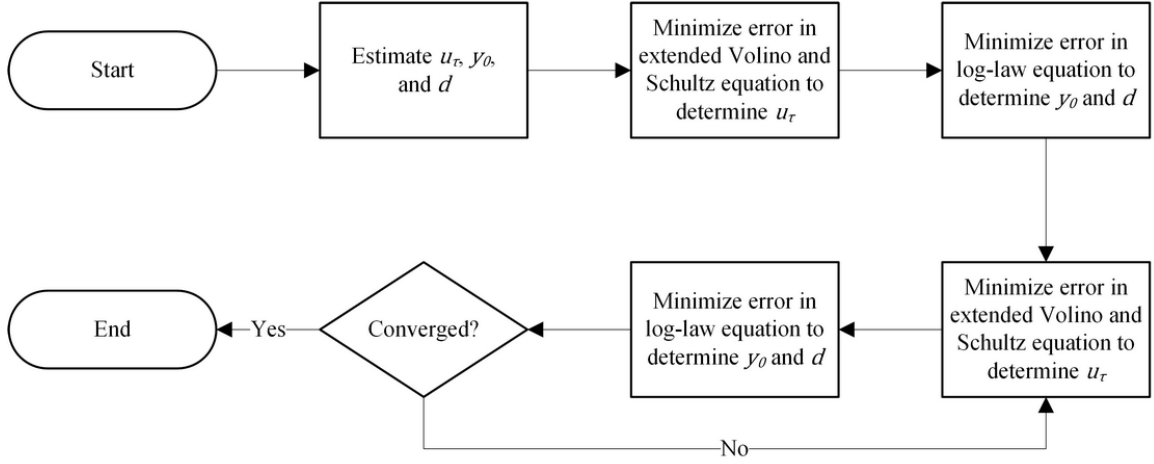 Start
Estimate uτ, y0,
and d
Minimize error in
extended Volino and
Schultz equation to
determine uτ
Minimize error in
log-law equation to
determine y0 and d
Minimize error in
extended Volino and
Schultz equation to
determine uτ
Minimize error in
log-law equation to
determine y0 and d
Converged?
Yes
End
No